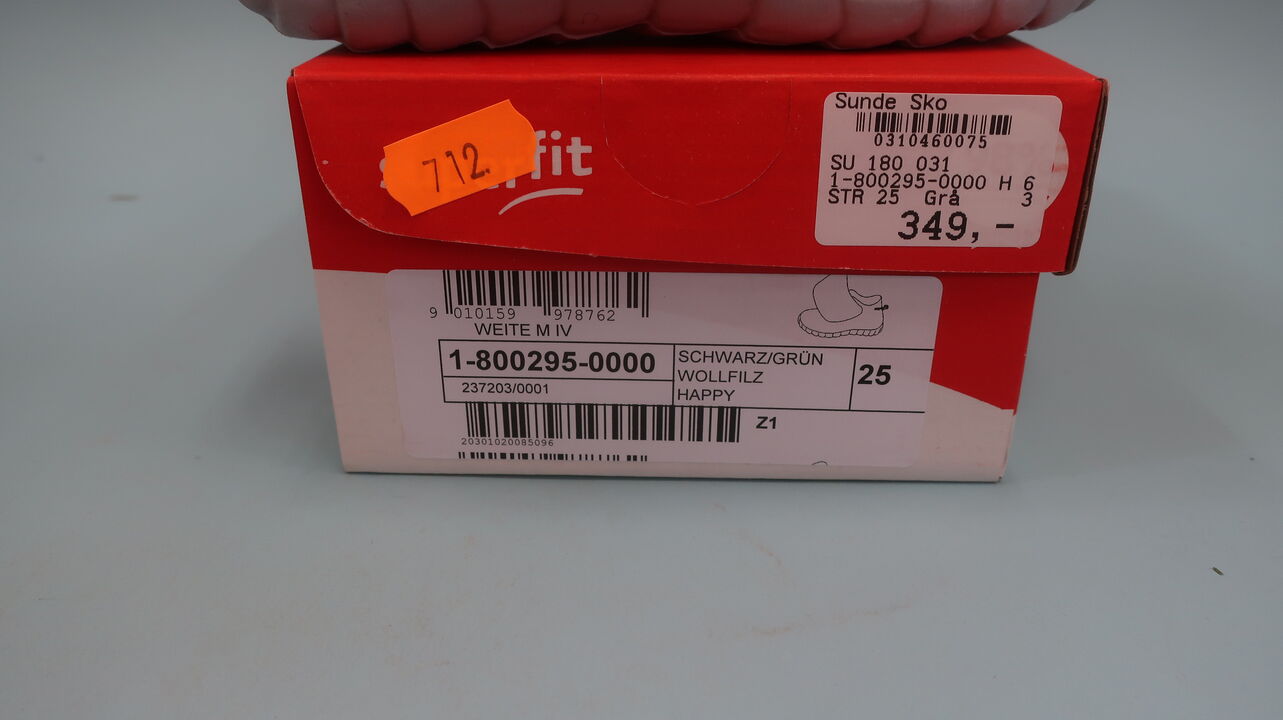 712.
fit
Sunde Sko
0310460075
SU 180 031
1-800295-0000 H 6
STR 25 Grå 3
349,-
9 010159 978762
WEITE M IV
1-800295-0000
237203/0001
SCHWARZ/GRÜN
WOLLFILZ
HAPPY
25
20301020085096
Z1